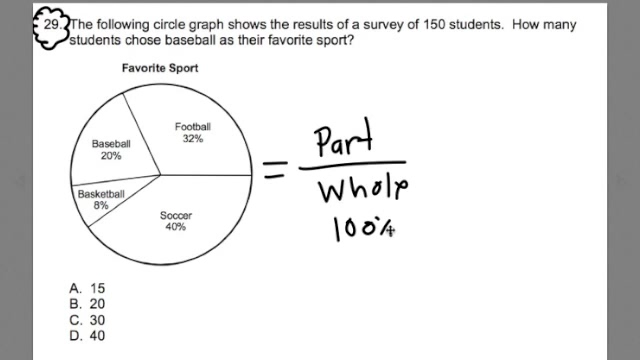 29. The following circle graph shows the results of a survey of 150 students. How many
students chose baseball as their favorite sport?
Favorite Sport
Football
32%
Baseball
20%
Basketball
8%
Soccer
40%
= Part
Whole
100%
A. 15
B. 20
C. 30
D. 40